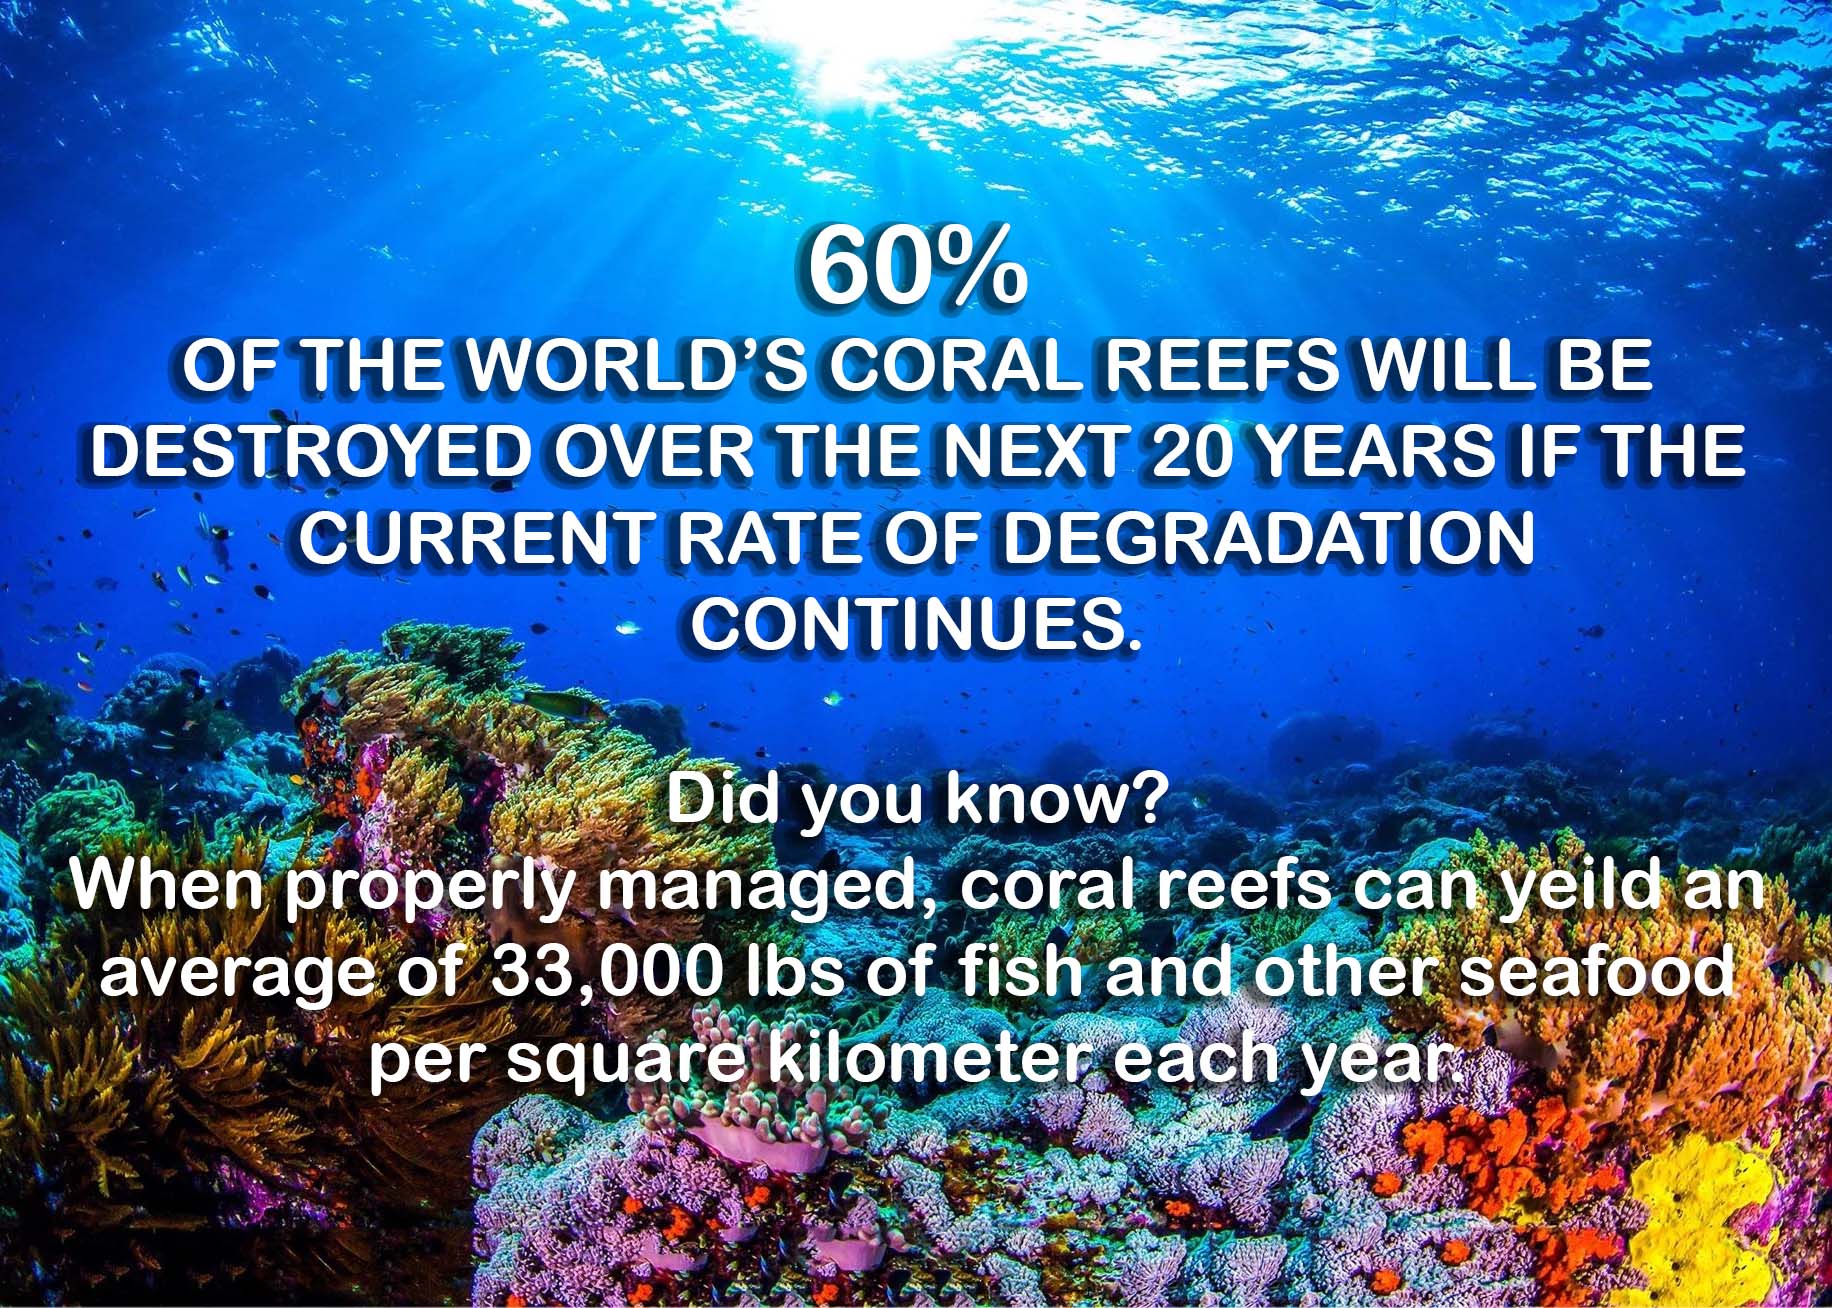 60%
OF THE WORLD’S CORAL REEFS WILL BE
DESTROYED OVER THE NEXT 20 YEARS IF THE
CURRENT RATE OF DEGRADATION
CONTINUES.
Did you know?
When properly managed, coral reefs can yeild an
average of 33,000 lbs of fish and other seafood
per square kilometer each year.